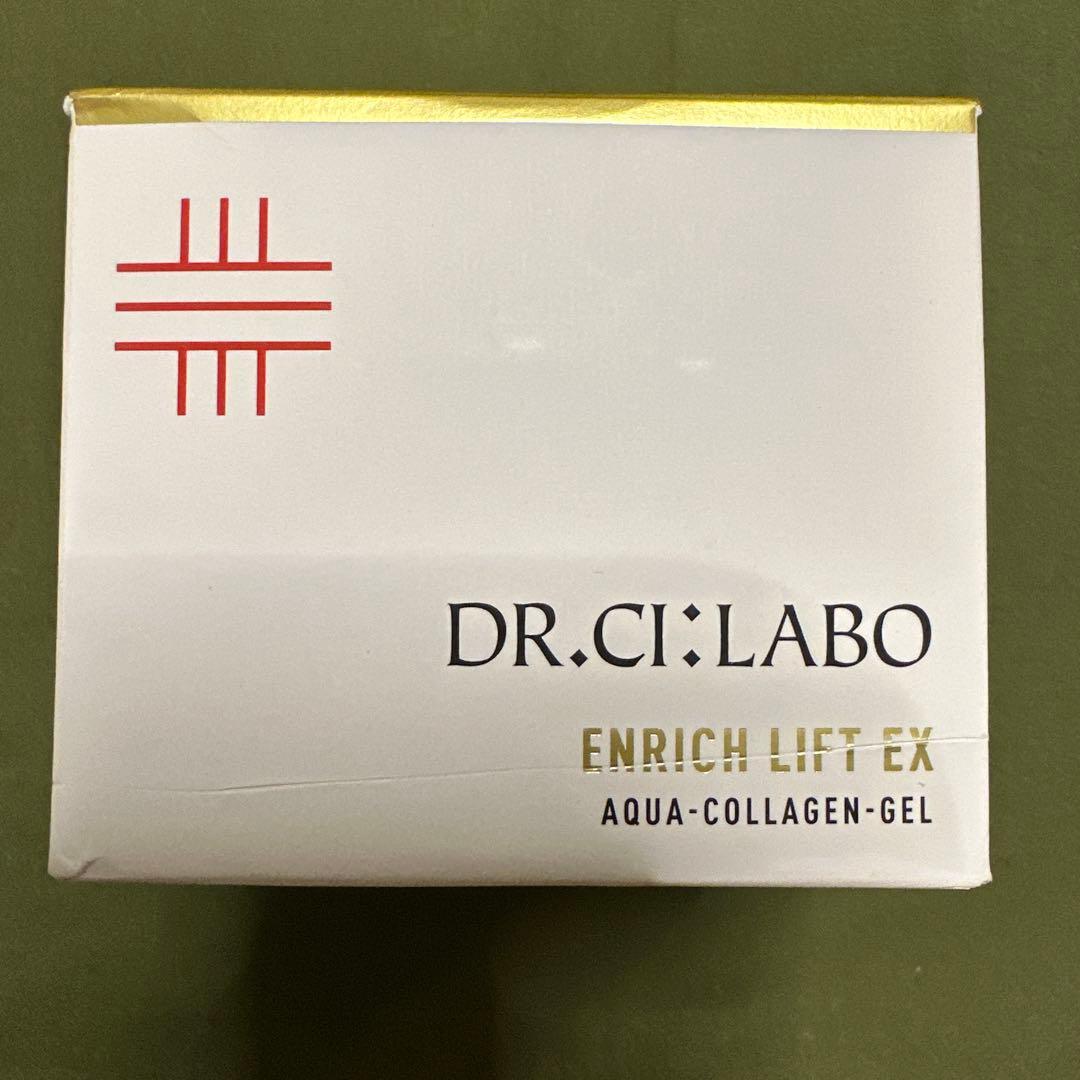 DR.CI:LABO
ENRICH LIFT EX
AQUA-COLLAGEN-GEL